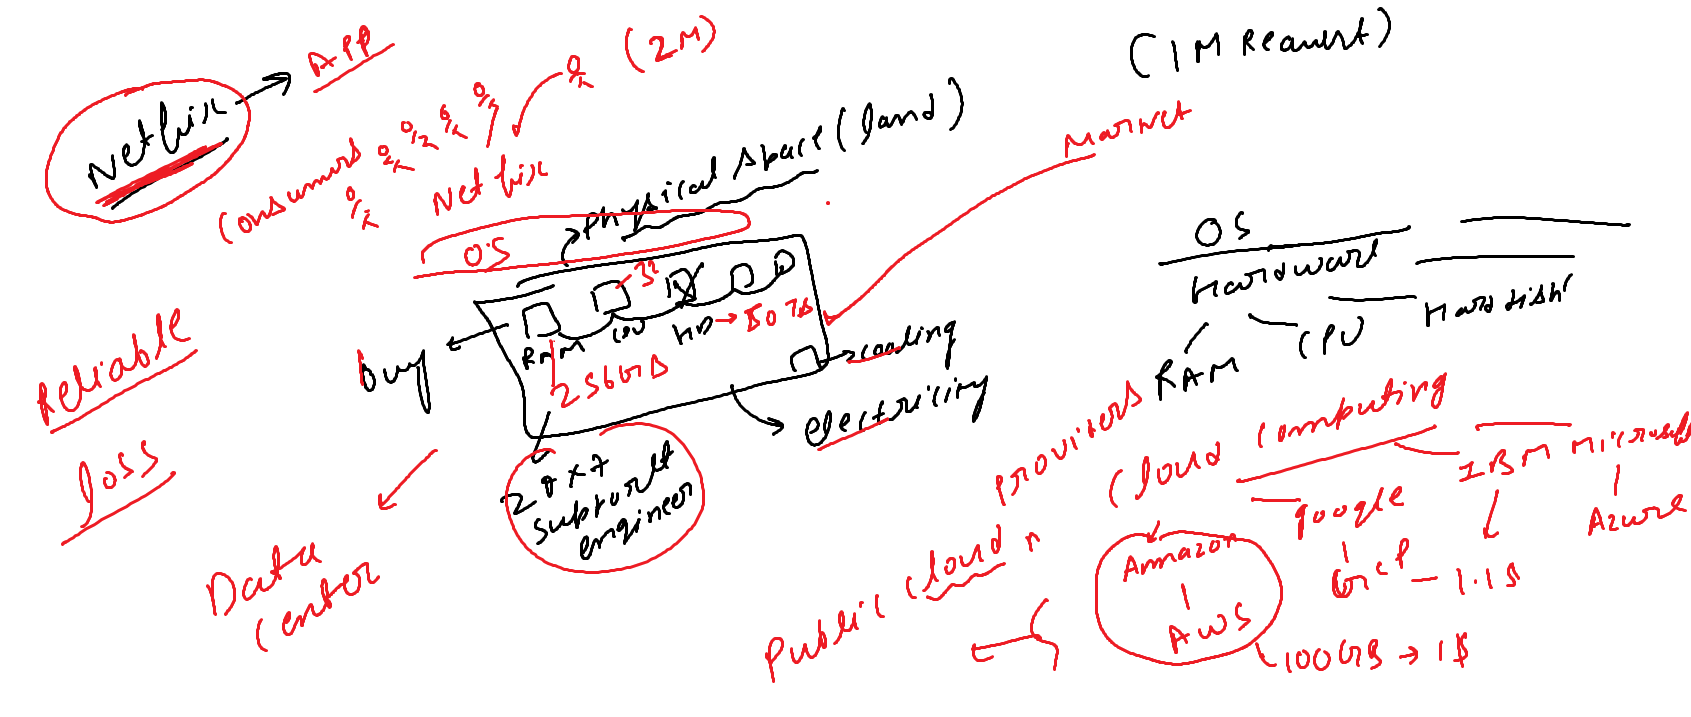 Netflix
APP
(2M)
(1M Request)
consumers
Netflix
Physical Space (land)
Market
OS
OS
Hardware
RAM
CPU
Harddisk
32
RAM
CPU
HD → 50TB
256GB
buy
cooling
electricity
Reliable
loss
24x7
support
engineer
Data
center
Public cloud
providers
Cloud computing
Amazon
AWS
100GB → 1$
google
GCP - 1.1$
IBM
Microsoft
Azure